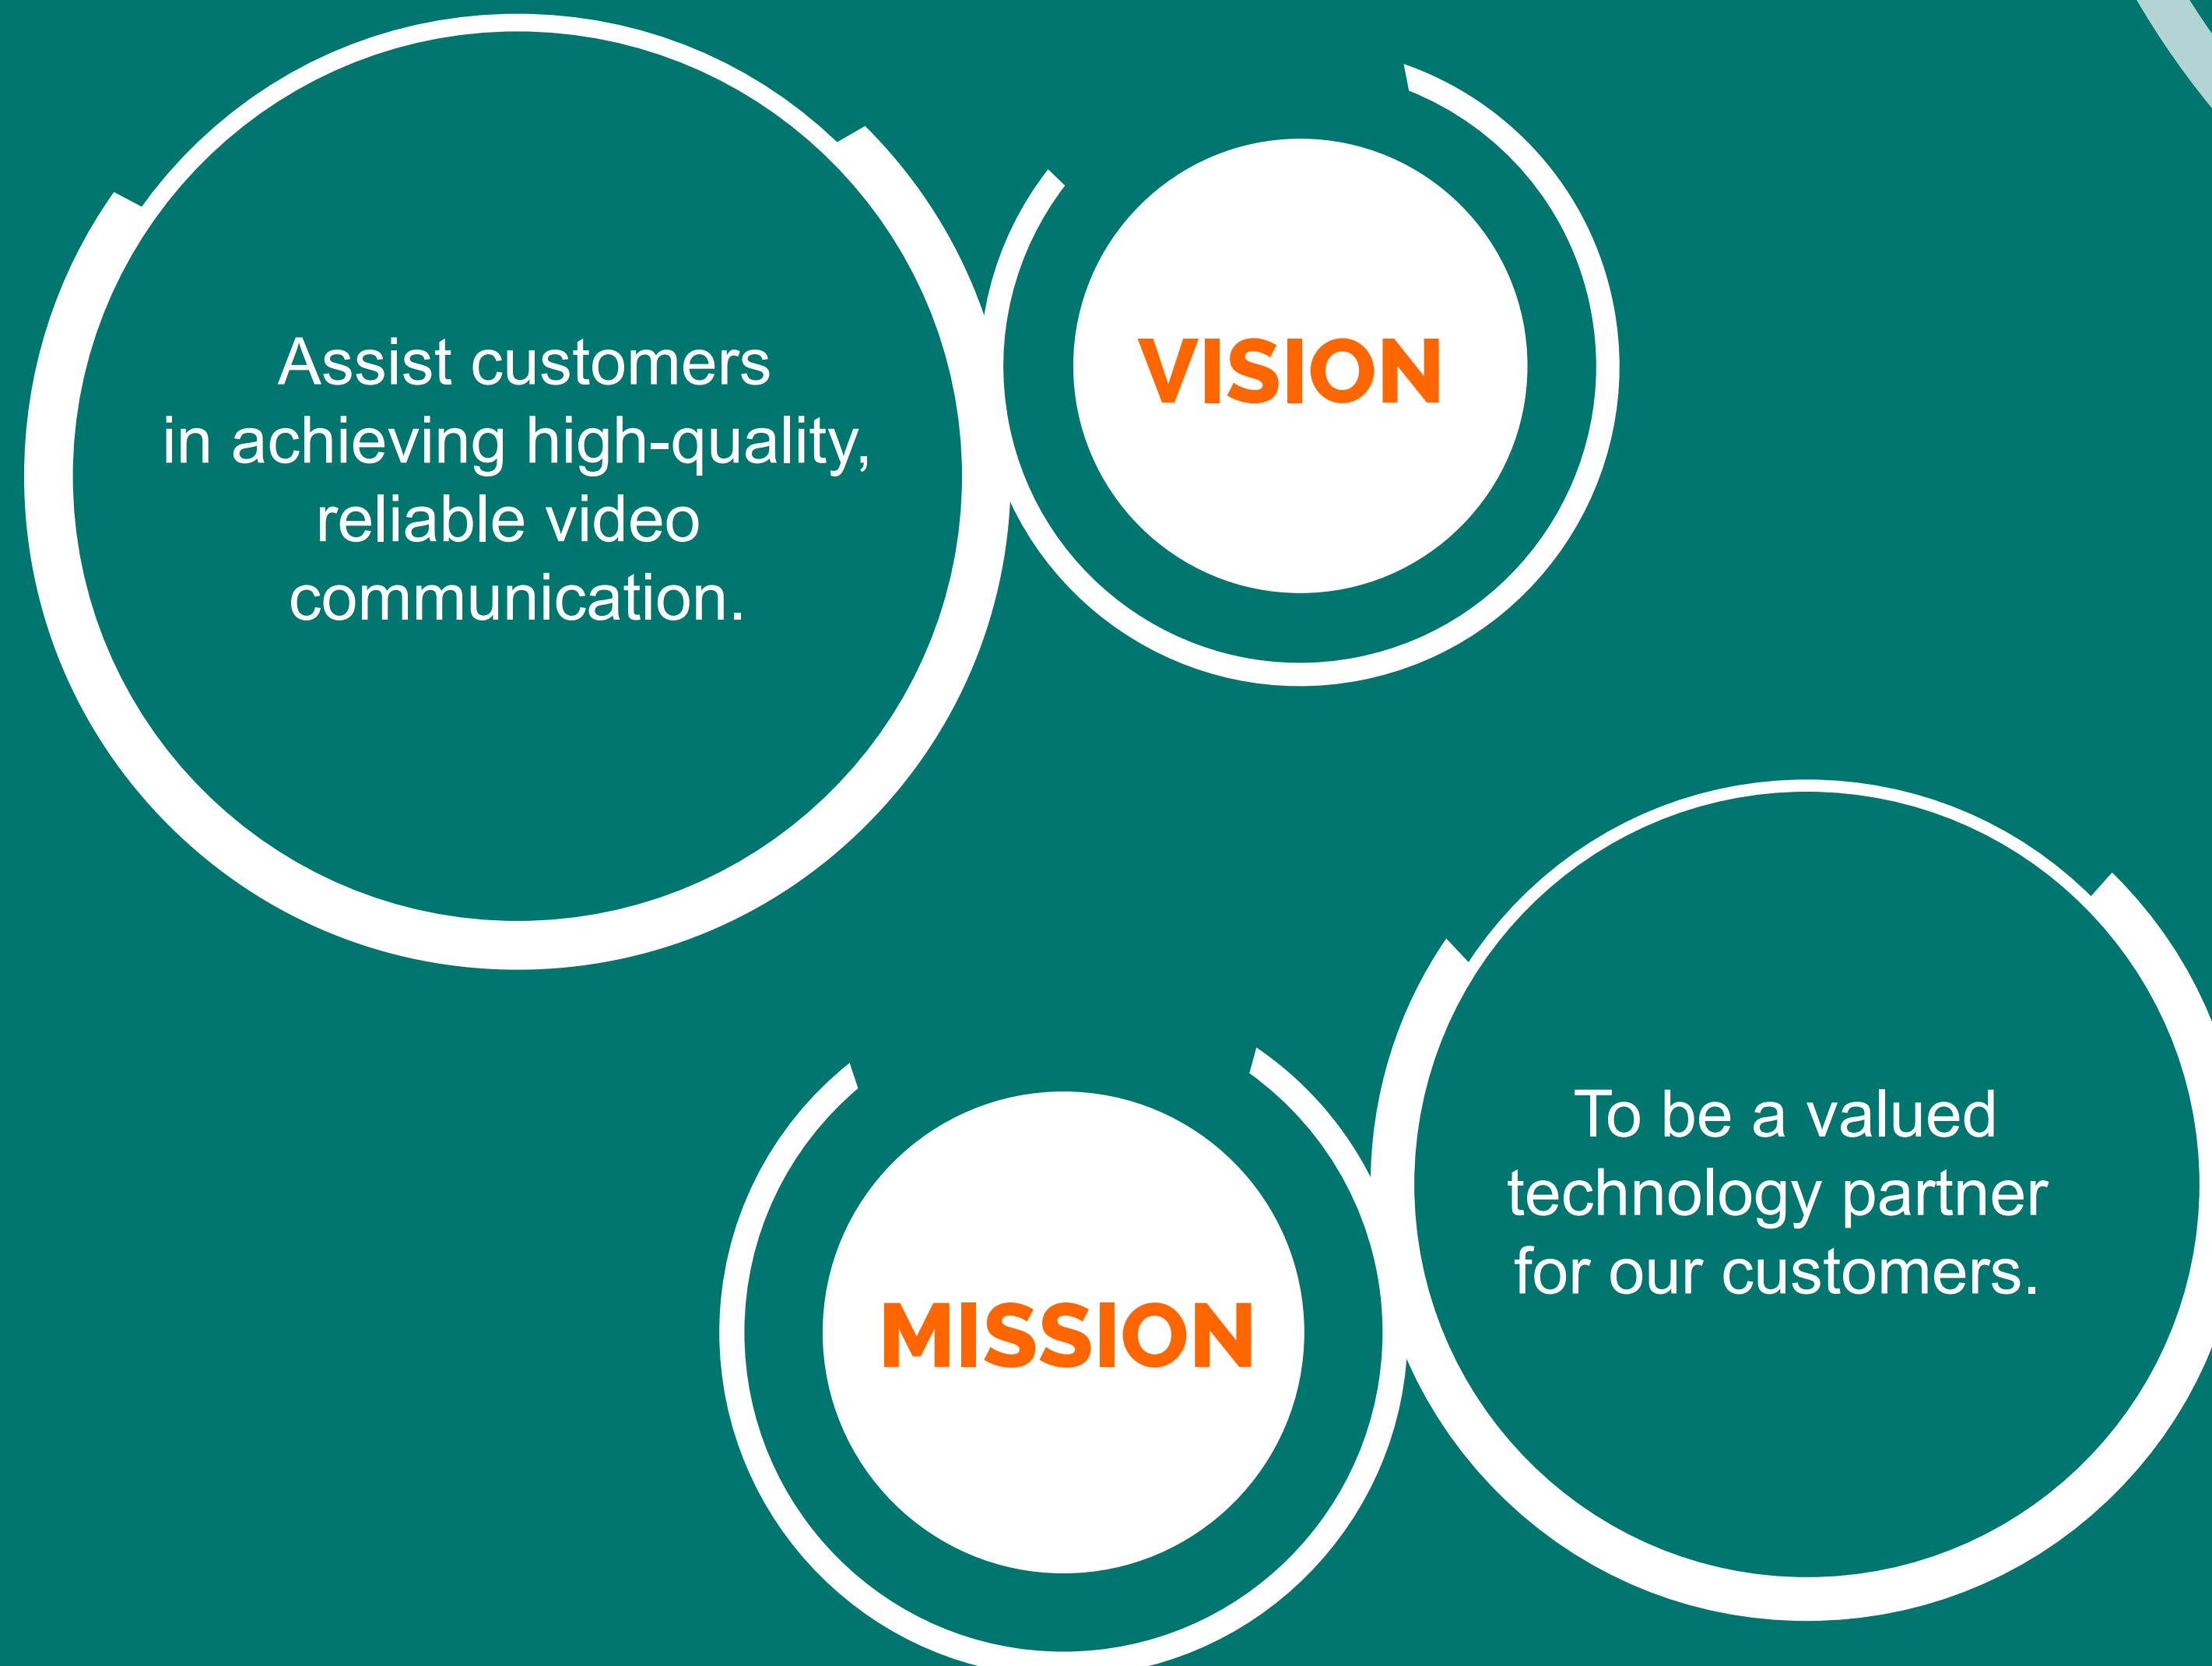 Assist customers
in achieving high-quality,
reliable video
communication.
VISION
MISSION
To be a valued
technology partner
for our customers.